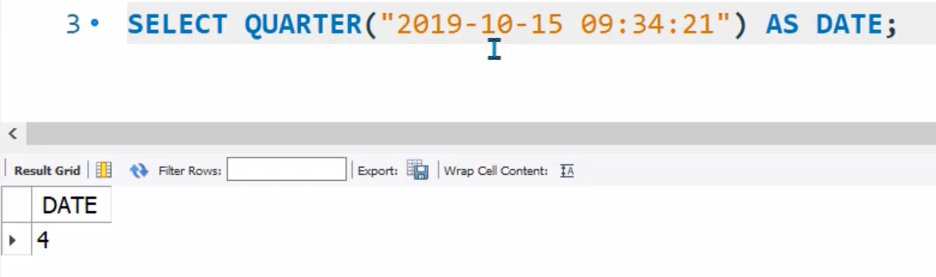 3 SELECT QUARTER("2019-10-15 09:34:21") AS DATE;
Result Grid Filter Rows: Export: Wrap Cell Content:
DATE
4